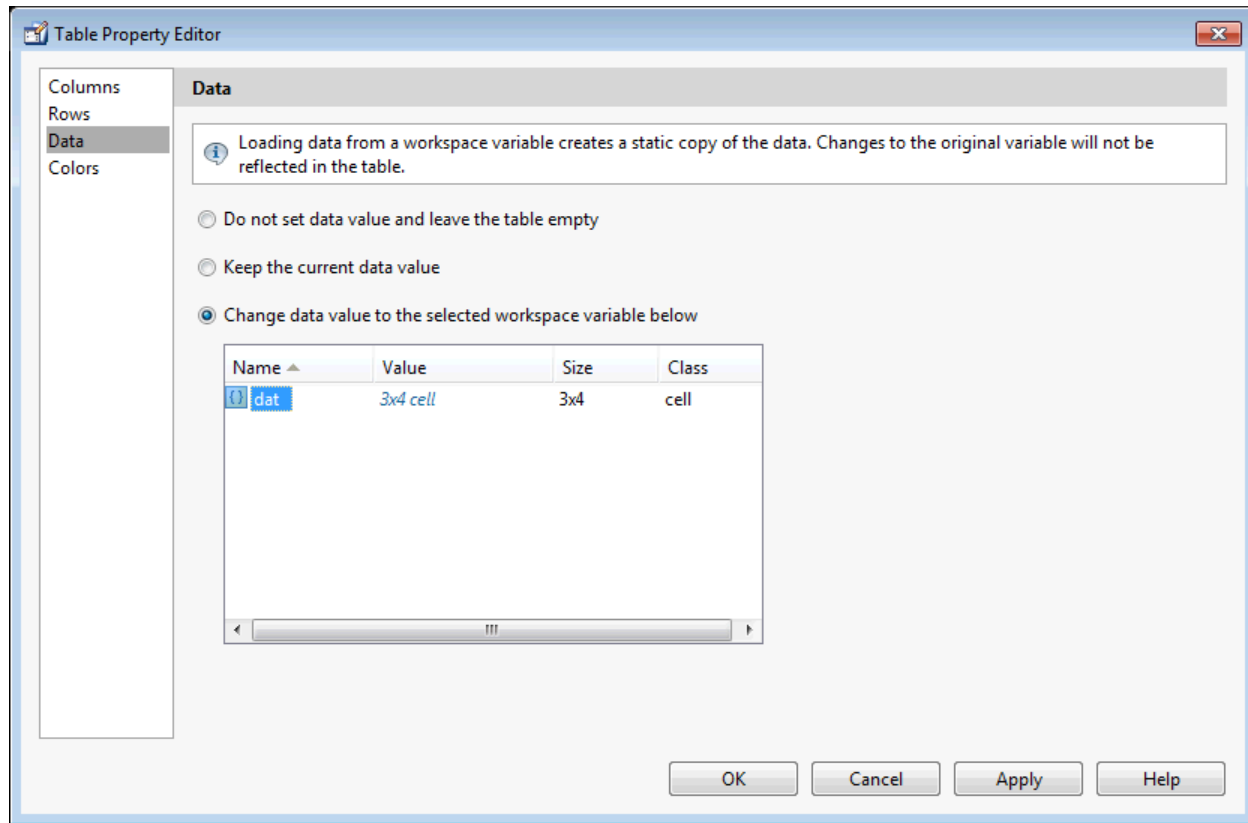 Table Property Editor
Columns
Rows
Data
Colors
Data
Loading data from a workspace variable creates a static copy of the data. Changes to the original variable will not be
reflected in the table.
Do not set data value and leave the table empty
Keep the current data value
Change data value to the selected workspace variable below
Name Value Size Class
{} dat 3x4 cell 3x4 cell
OK Cancel Apply Help